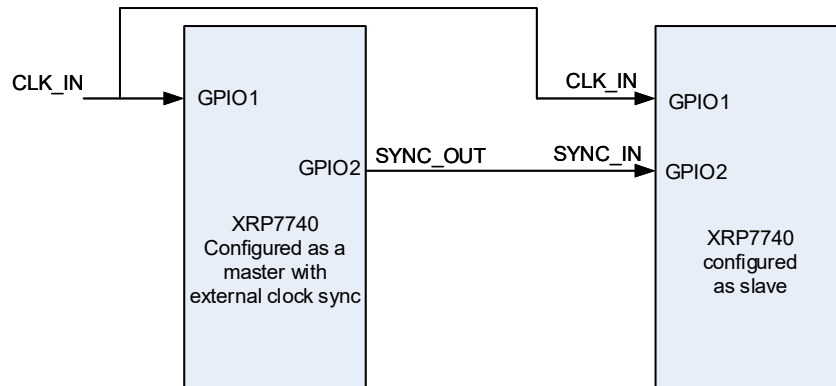 CLK_IN
GPIO1
GPIO2
XRP7740
Configured as a
master with
external clock sync
SYNC_OUT
SYNC_IN
CLK_IN
GPIO1
GPIO2
XRP7740
configured
as slave